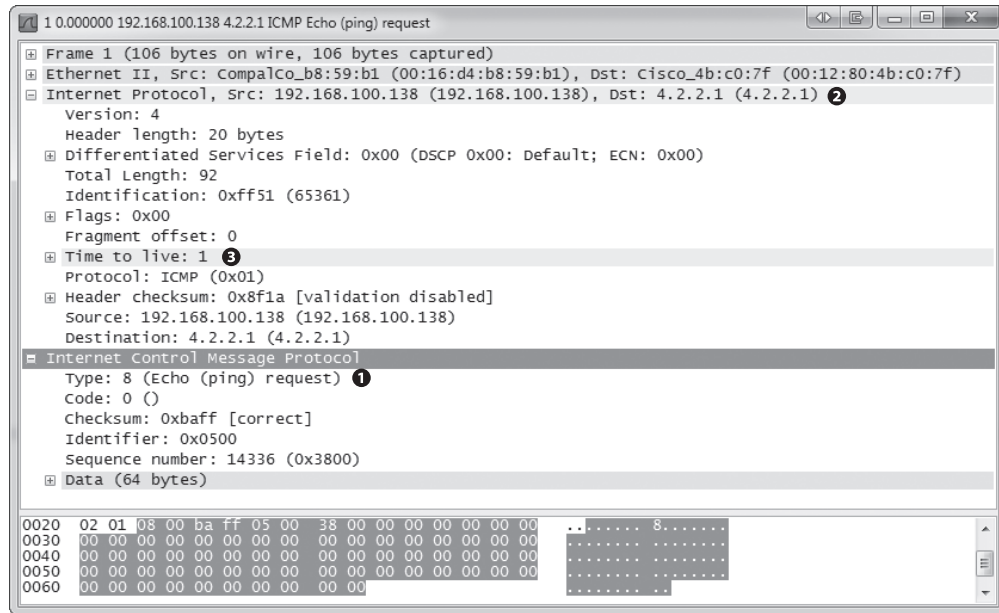 1 0.000000 192.168.100.138 4.2.2.1 ICMP Echo (ping) request
Frame 1 (106 bytes on wire, 106 bytes captured)
Ethernet II, Src: CompalCo_b8:59:b1 (00:16:d4:b8:59:b1), Dst: Cisco_4b:c0:7f (00:12:80:4b:c0:7f)
Internet Protocol, Src: 192.168.100.138 (192.168.100.138), Dst: 4.2.2.1 (4.2.2.1) ❷
Version: 4
Header length: 20 bytes
Differentiated Services Field: 0x00 (DSCP 0x00: Default; ECN: 0x00)
Total Length: 92
Identification: 0xff51 (65361)
Flags: 0x00
Fragment offset: 0
Time to live: 1 ❸
Protocol: ICMP (0x01)
Header checksum: 0x8f1a [validation disabled]
Source: 192.168.100.138 (192.168.100.138)
Destination: 4.2.2.1 (4.2.2.1)
Internet Control Message Protocol
Type: 8 (Echo (ping) request) ❶
Code: 0 ()
Checksum: 0xbaff [correct]
Identifier: 0x0500
Sequence number: 14336 (0x3800)
Data (64 bytes)
0020 02 01 08 00 ba ff 05 00 38 00 00 00 00 00 00 00 ........ 8.......
0030 00 00 00 00 00 00 00 00 00 00 00 00 00 00 00 00 ........ ........
0040 00 00 00 00 00 00 00 00 00 00 00 00 00 00 00 00 ........ ........
0050 00 00 00 00 00 00 00 00 00 00 00 00 00 00 00 00 ........ ........
0060 00 00 00 00 00 00 00 00 00 00 ........ ..